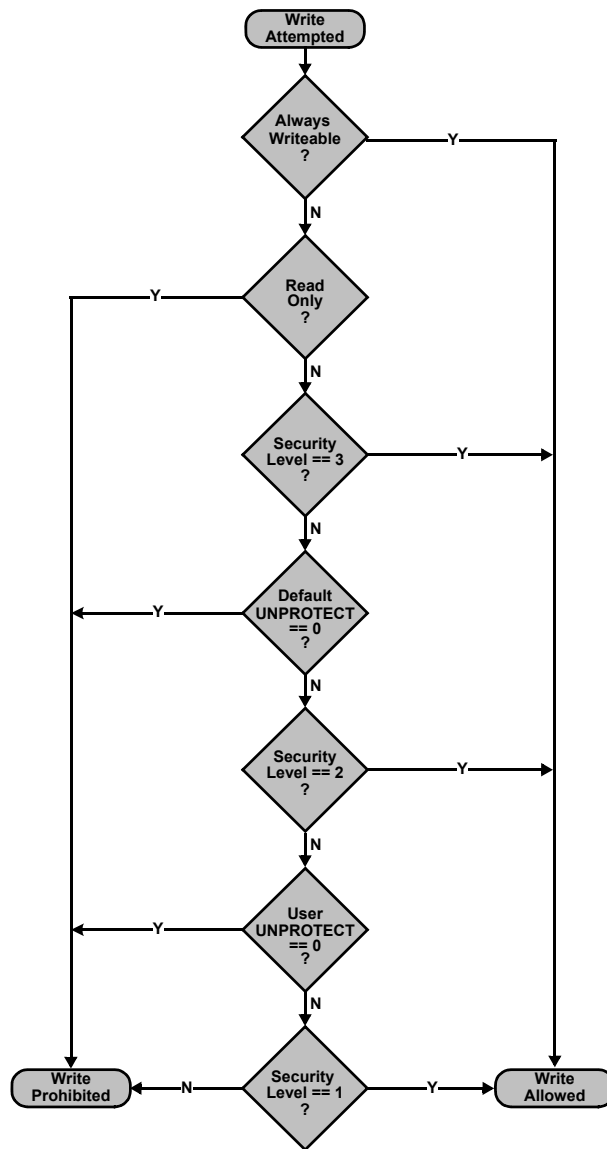 Write
Attempted
Always
Writeable
?
Y
N
Read
Only
?
Y
N
Security
Level == 3
?
Y
N
Default
UNPROTECT
== 0
?
Y
N
Security
Level == 2
?
Y
N
User
UNPROTECT
==0
?
Y
N
Write
Prohibited
N
Security
Level == 1
?
Y
Write
Allowed